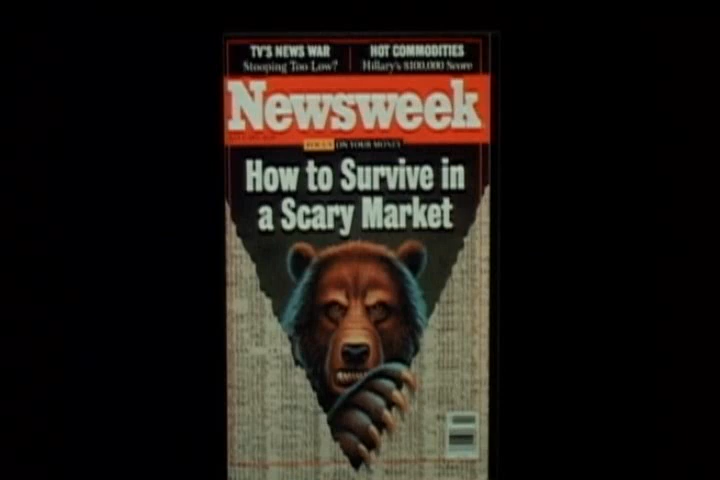 TV'S NEWS WAR
Stooping Too Low?
HOT COMMODITIES
Hillary's $100,000 Score
Newsweek
FOCUS ON YOUR MONEY
How to Survive in
a Scary Market